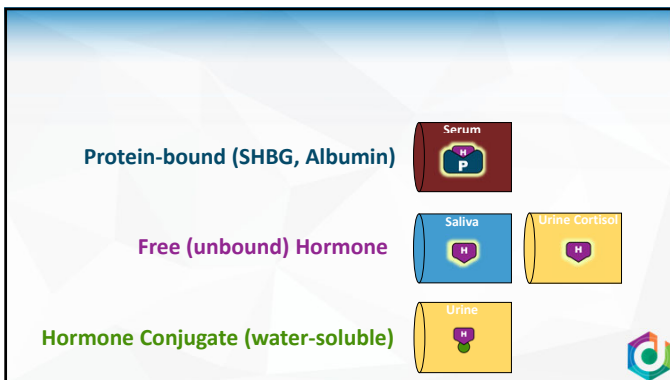 Serum
H
Protein-bound (SHBG, Albumin)
P
Saliva
Urine Cortisol
Free (unbound) Hormone
H
H
Urine
Hormone Conjugate (water-soluble)
H